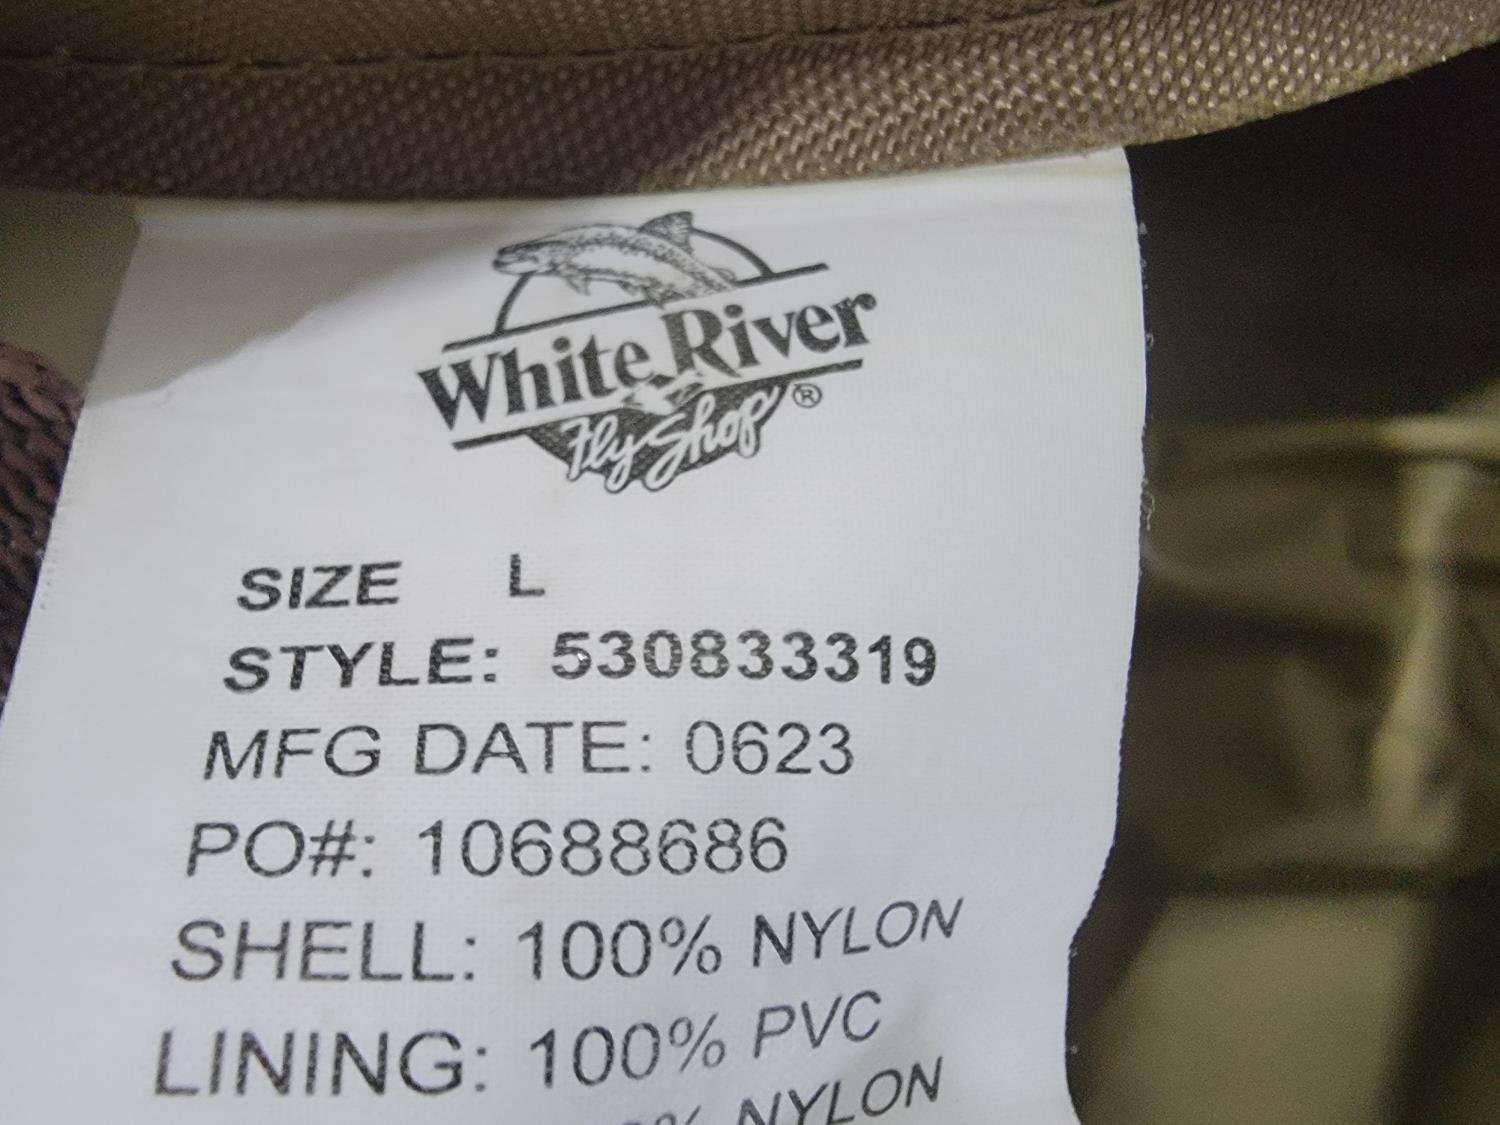 White River
Fly Shop ®
SIZE L
STYLE: 530833319
MFG DATE: 0623
PO#: 10688686
SHELL: 100% NYLON
LINING: 100% PVC
% NYLON